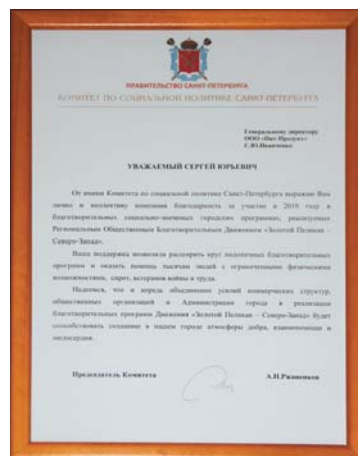 ПРАВИТЕЛЬСТВО САНКТ-ПЕТЕРБУРГА
КОМИТЕТ ПО СОЦИАЛЬНОЙ ПОЛИТИКЕ САНКТ-ПЕТЕРБУРГА
Генеральному директору
ООО «Пит-Продукт»
С.Ю.Иванченко
УВАЖАЕМЫЙ СЕРГЕЙ ЮРЬЕВИЧ
От имени Комитета по социальной политике Санкт-Петербурга выражаю Вам
лично и коллективу компании благодарность за участие в 2010 году в
благотворительных социально-значимых городских программах, реализуемых
Региональным Общественным Благотворительным Движением «Золотой Пеликан –
Северо-Запад».
Ваша поддержка позволила расширить круг подопечных благотворительных
программ и оказать помощь тысячам людей с ограниченными физическими
возможностями, сирот, ветеранов войны и труда.
Надеемся, что и впредь объединение усилий коммерческих структур,
общественных организаций и Администрации города в реализации
благотворительных программ Движения «Золотой Пеликан – Северо-Запад» будет
способствовать созданию в нашем городе атмосферы добра, взаимопомощи и
милосердия.
Председатель Комитета А.Н.Ржаненков